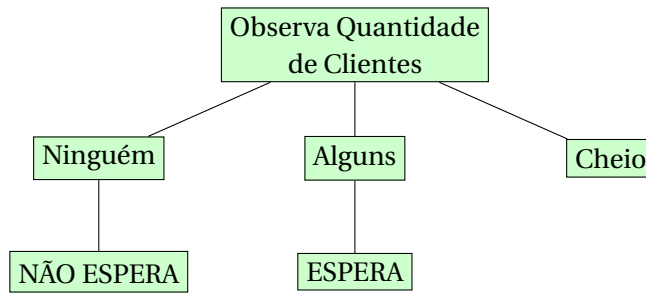 Observa Quantidade
de Clientes
Ninguém
Alguns
Cheio
NÃO ESPERA
ESPERA